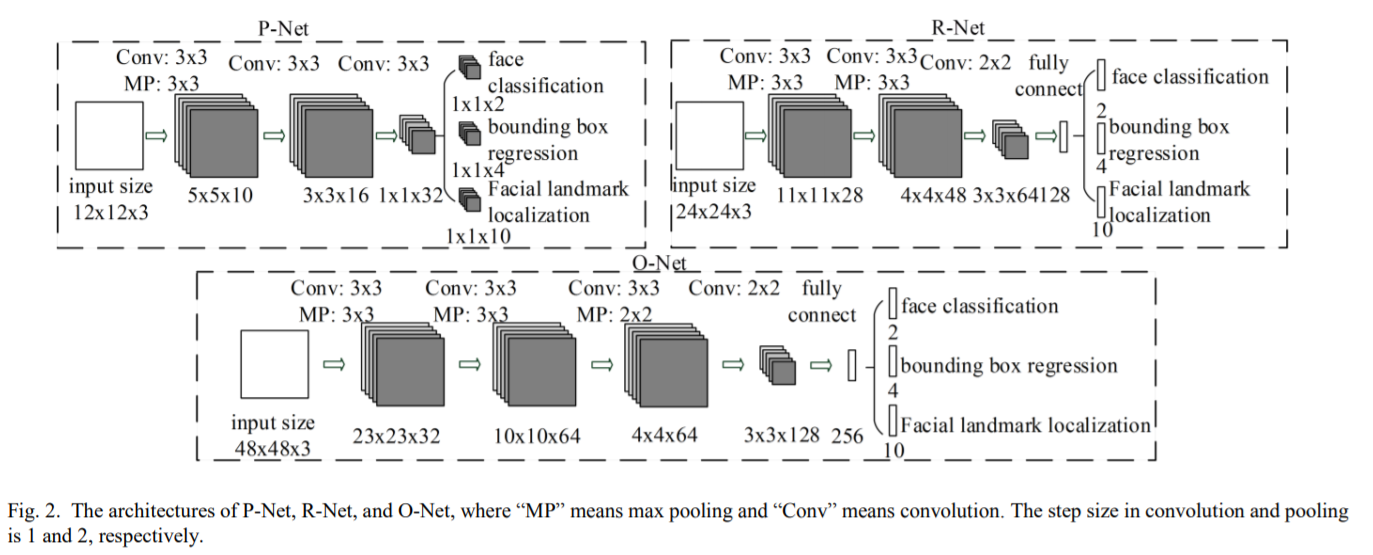 P-Net
Conv: 3x3
MP: 3x3
Conv: 3x3
Conv: 3x3
face
classification
1x1x2
bounding box
regression
1x1x4
Facial landmark
localization
1x1x10
input size
12x12x3
5x5x10
3x3x16
1x1x32
R-Net
Conv: 3x3
MP: 3x3
Conv: 3x3
MP: 3x3
Conv: 2x2
fully
connect
face classification
2
bounding box
regression
4
Facial landmark
localization
10
input size
24x24x3
11x11x28
4x4x48
3x3x64
128
O-Net
Conv: 3x3
MP: 3x3
Conv: 3x3
MP: 3x3
Conv: 3x3
MP: 2x2
Conv: 2x2
fully
connect
face classification
2
bounding box regression
4
Facial landmark localization
10
input size
48x48x3
23x23x32
10x10x64
4x4x64
3x3x128
256
Fig. 2. The architectures of P-Net, R-Net, and O-Net, where “MP” means max pooling and “Conv” means convolution. The step size in convolution and pooling
is 1 and 2, respectively.